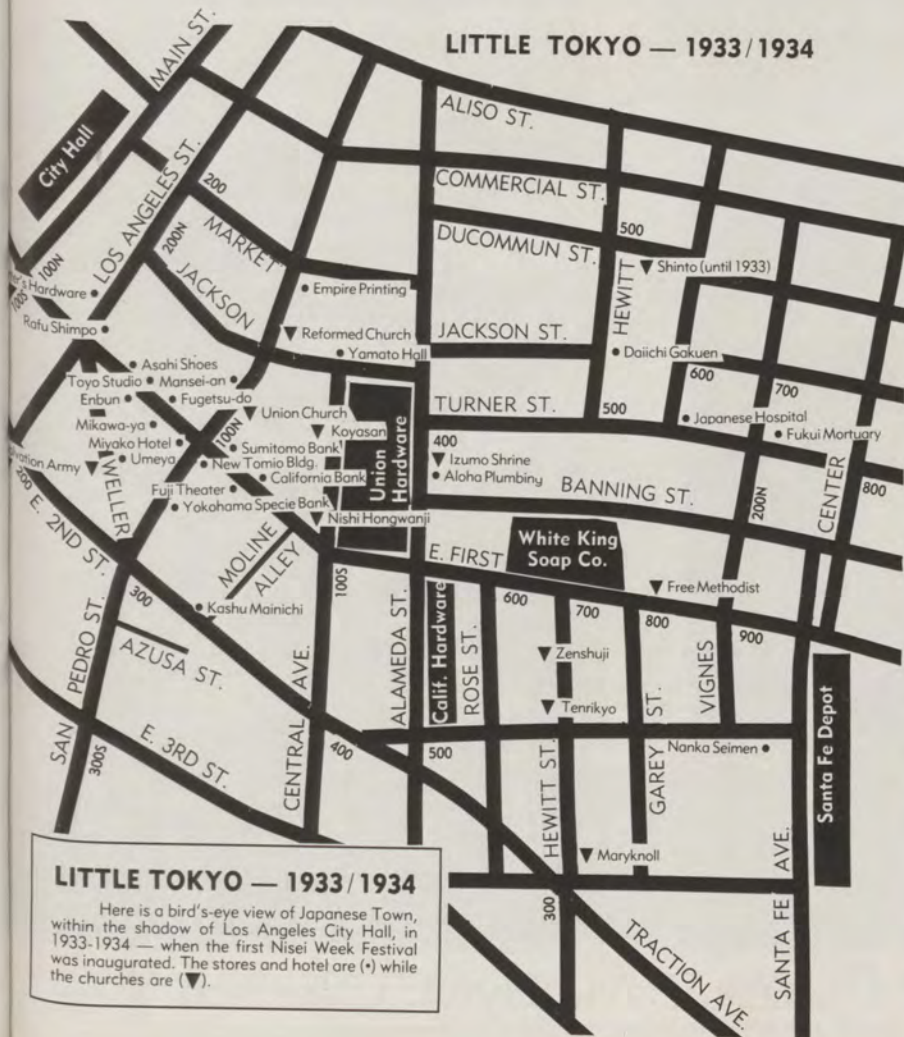 LITTLE TOKYO — 1933/1934
MAIN ST.
City Hall
ALISO ST.
LOS ANGELES ST.
COMMERCIAL ST.
200
MARKET
200N
DUCOMMUN ST.
500
100N
100S
JACKSON
HEWITT
Shinto (until 1933)
Hardware
Empire Printing
Rafu Shimpo
Reformed Church
JACKSON ST.
Yamato Hall
Daiichi Gakuen
Asahi Shoes
600
700
Toyo Studio
Mansei-an
Enbun
Fugetsu-do
TURNER ST.
500
Union Church
Japanese Hospital
Mikawa-ya
Koyasan
Fukui Mortuary
100N
Miyako Hotel
Sumitomo Bank
400
Army
Umeya
New Tomio Bldg.
Izumo Shrine
WELLER
California Bank
Union
Hardware
Aloha Plumbing
BANNING ST.
CENTER
800
200
Fuji Theater
200N
E. 2ND ST.
Yokohama Specie Bank
Nishi Hongwanji
White King
Soap Co.
MOLINE
ALLEY
E. FIRST
300
100S
Free Methodist
600
700
800
900
Kashu Mainichi
SAN PEDRO ST.
AZUSA ST.
CENTRAL AVE.
ALAMEDA ST.
Calif. Hardware
ROSE ST.
Zenshuji
VIGNES
Tenrikyo
E. 3RD ST.
300S
400
500
HEWITT ST.
GAREY ST.
Nanka Seimen
Santa Fe Depot
Maryknoll
300
TRACTION AVE.
SANTA FE AVE.
LITTLE TOKYO — 1933/1934
Here is a bird's-eye view of Japanese Town,
within the shadow of Los Angeles City Hall, in
1933-1934 — when the first Nisei Week Festival
was inaugurated. The stores and hotel are (•) while
the churches are (▼).